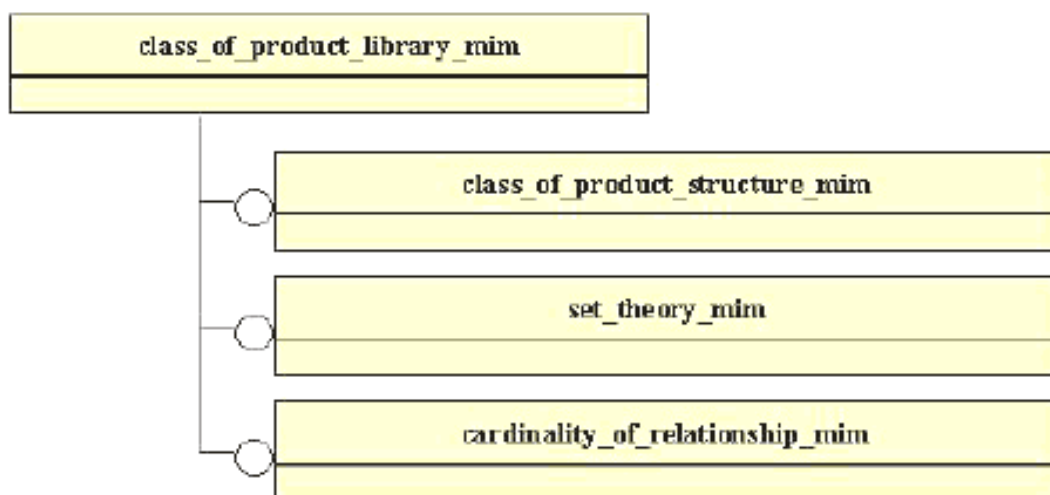 class_of_product_library_mim
class_of_product_structure_mim
set_theory_mim
cardinality_of_relationship_mim